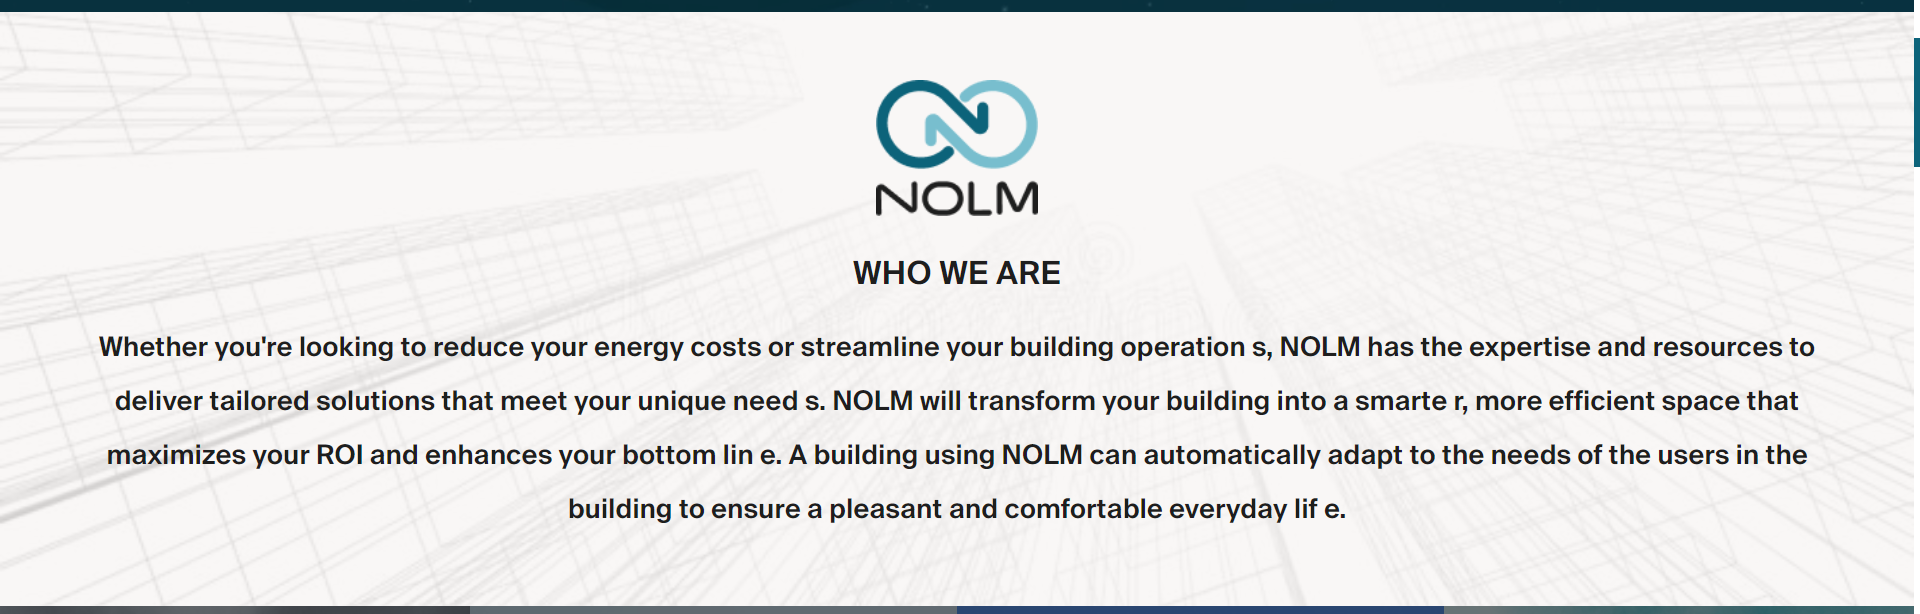 NOLM
WHO WE ARE
Whether you're looking to reduce your energy costs or streamline your building operation s, NOLM has the expertise and resources to
deliver tailored solutions that meet your unique need s. NOLM will transform your building into a smarte r, more efficient space that
maximizes your ROI and enhances your bottom lin e. A building using NOLM can automatically adapt to the needs of the users in the
building to ensure a pleasant and comfortable everyday lif e.